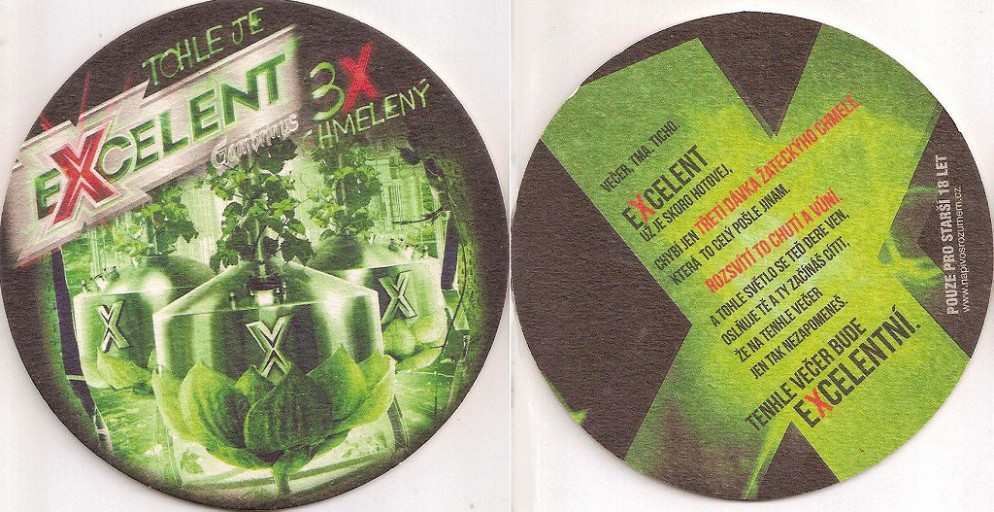 TOHLE JE
EXCELENT
Gambrinus
3X
CHMELENÝ
X
X
X
VEČER, TMA, TICHO.
EXCELENT
UŽ JE SKORO HOTOVEJ,
CHYBÍ JEN TŘETÍ DÁVKA ŽATECKÝHO CHMELE,
KTERÁ TO CELÝ POŠLE JINAM.
ROZSVÍTÍ TO CHUTÍ A VŮNÍ.
A TOHLE SVĚTLO SE TEĎ DERE VEN,
OSLŇUJE TĚ A TY ZAČÍNÁŠ CÍTIT,
ŽE NA TENHLE VEČER
JEN TAK NEZAPOMENEŠ.
TENHLE VEČER BUDE
EXCELENTNÍ.
POUZE PRO STARŠÍ 18 LET
www.napivosrozumem.cz